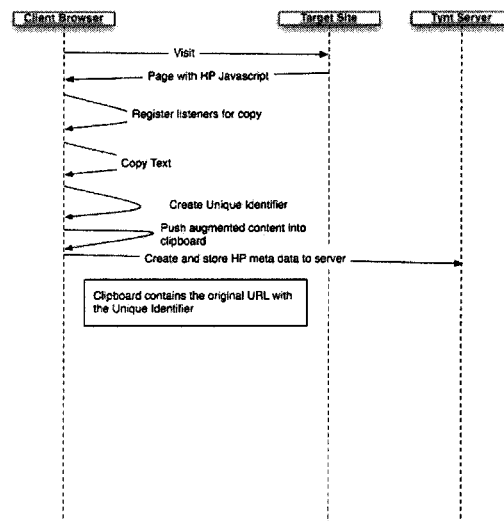 Client Browser
Target Site
Tynt Server
Visit
Page with HP Javascript
Register listeners for copy
Copy Text
Create Unique Identifier
Push augmented content into
clipboard
Create and store HP meta data to server
Clipboard contains the original URL with
the Unique Identifier